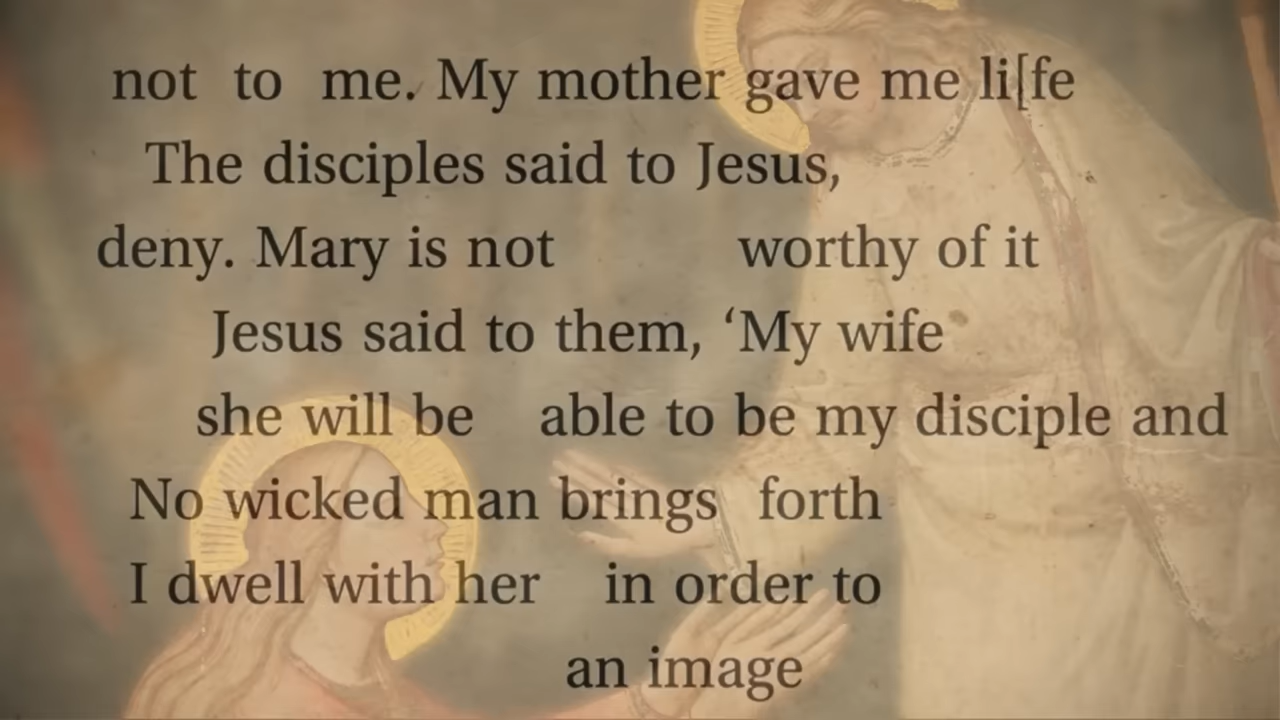 not to me. My mother gave me li[fe
The disciples said to Jesus,
deny. Mary is not worthy of it
Jesus said to them, ‘My wife
she will be able to be my disciple and
No wicked man brings forth
I dwell with her in order to
an image